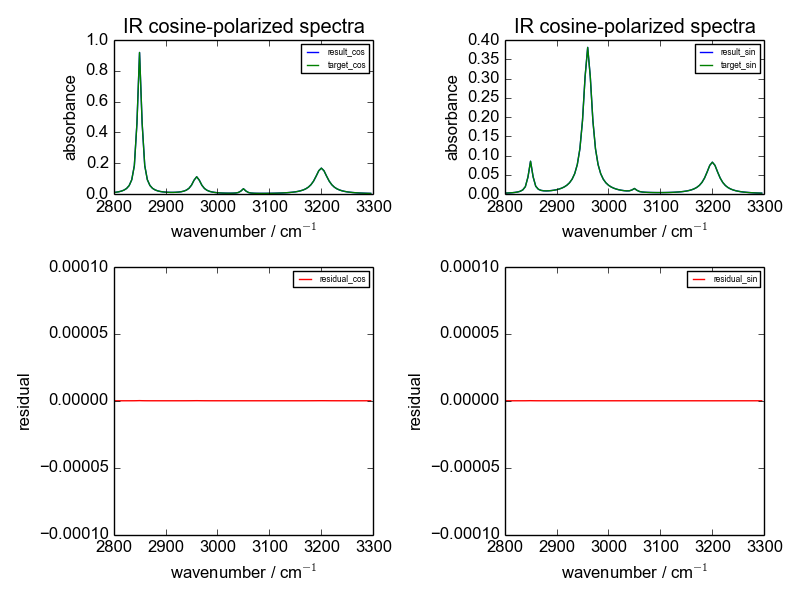 IR cosine-polarized spectra
1.0
0.8
0.6
0.4
0.2
0.0
absorbance
result_cos
target_cos
2800 2900 3000 3100 3200 3300
wavenumber / cm⁻¹
IR cosine-polarized spectra
0.40
0.35
0.30
0.25
0.20
0.15
0.10
0.05
0.00
absorbance
result_sin
target_sin
2800 2900 3000 3100 3200 3300
wavenumber / cm⁻¹
0.00010
0.00005
0.00000
−0.00005
−0.00010
residual
residual_cos
2800 2900 3000 3100 3200 3300
wavenumber / cm⁻¹
0.00010
0.00005
0.00000
−0.00005
−0.00010
residual
residual_sin
2800 2900 3000 3100 3200 3300
wavenumber / cm⁻¹